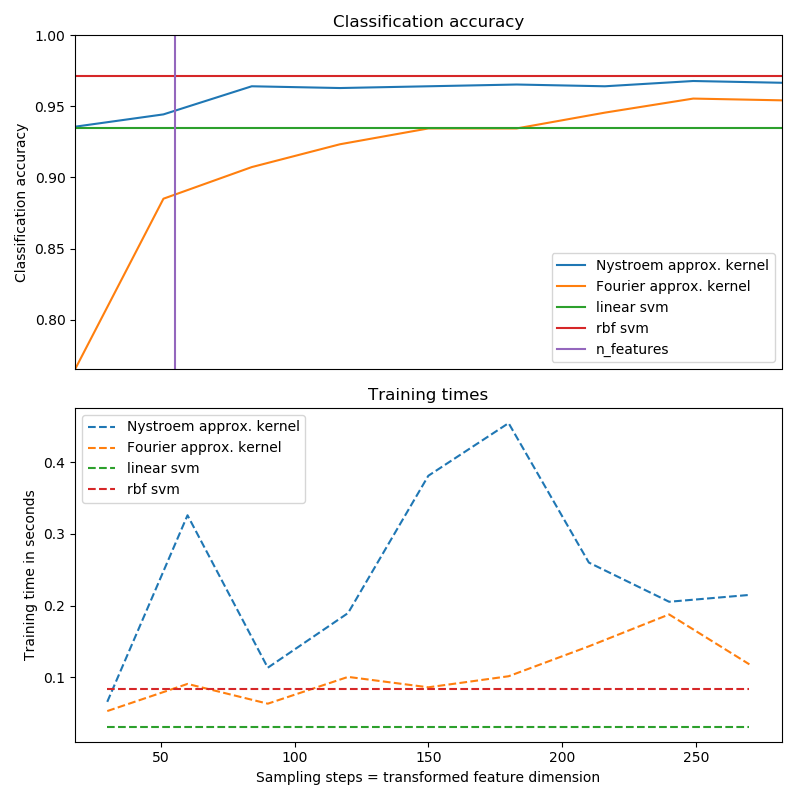 Classification accuracy
1.00
0.95
0.90
0.85
0.80
Classification accuracy
Nystroem approx. kernel
Fourier approx. kernel
linear svm
rbf svm
n_features
Training times
0.4
0.3
0.2
0.1
Training time in seconds
Nystroem approx. kernel
Fourier approx. kernel
linear svm
rbf svm
50
100
150
200
250
Sampling steps = transformed feature dimension